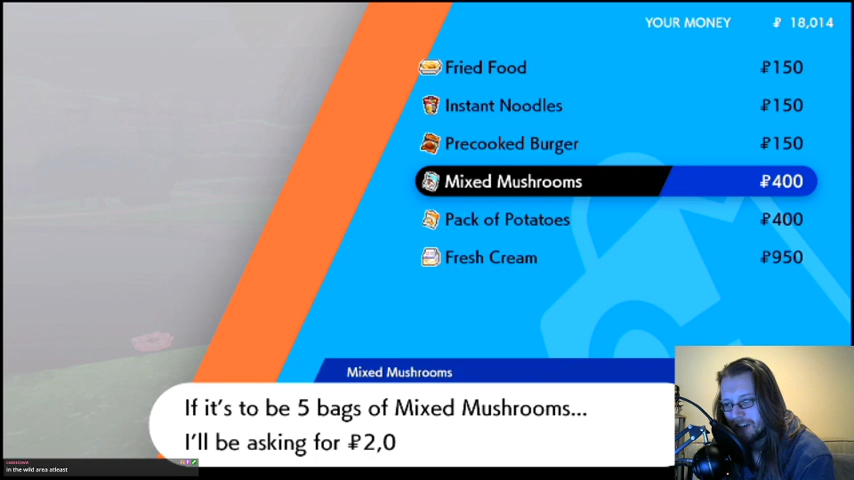 YOUR MONEY ₽ 18,014
Fried Food ₽150
Instant Noodles ₽150
Precooked Burger ₽150
Mixed Mushrooms ₽400
Pack of Potatoes ₽400
Fresh Cream ₽950
Mixed Mushrooms
If it's to be 5 bags of Mixed Mushrooms...
I'll be asking for ₽2,0
in the wild area atleast